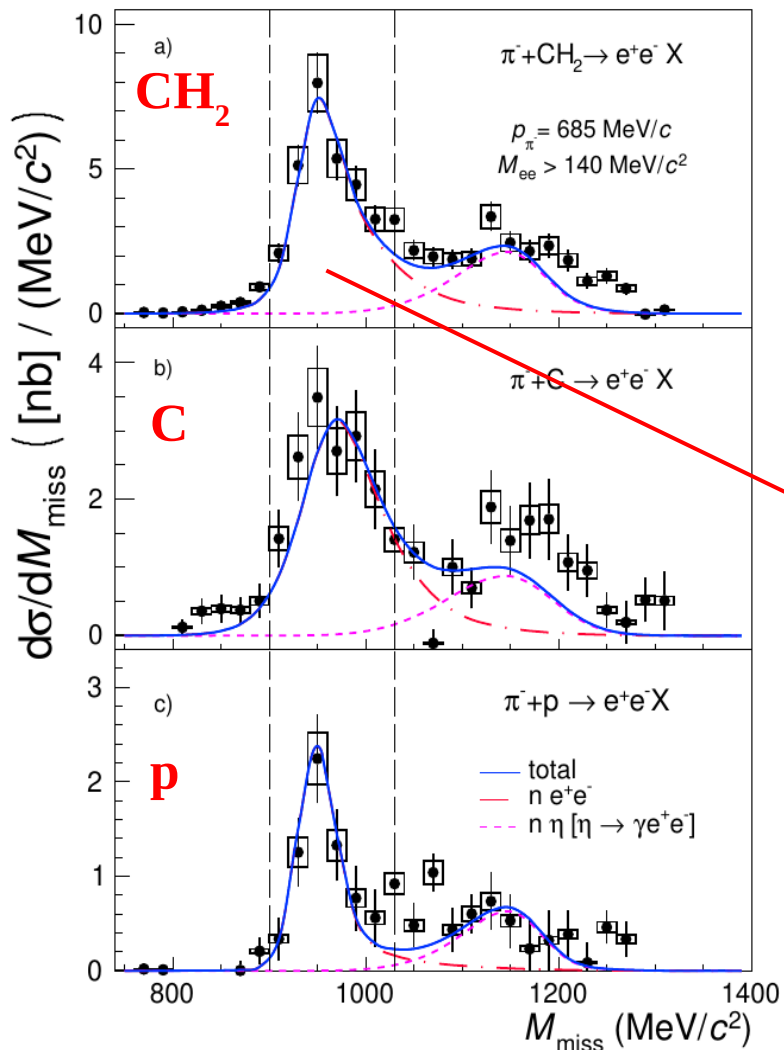 dσ/dM_miss ( [nb] / (MeV/c²) )
10
5
0
a)
CH₂
π⁻+CH₂→ e⁺e⁻ X
p_π⁻= 685 MeV/c
M_ee > 140 MeV/c²
4
2
0
b)
C
π⁻+C → e⁺e⁻ X
3
2
1
0
c)
p
π⁻+p → e⁺e⁻X
total
n e⁺e⁻
n η [η → γe⁺e⁻]
800 1000 1200 1400
M_miss (MeV/c²)